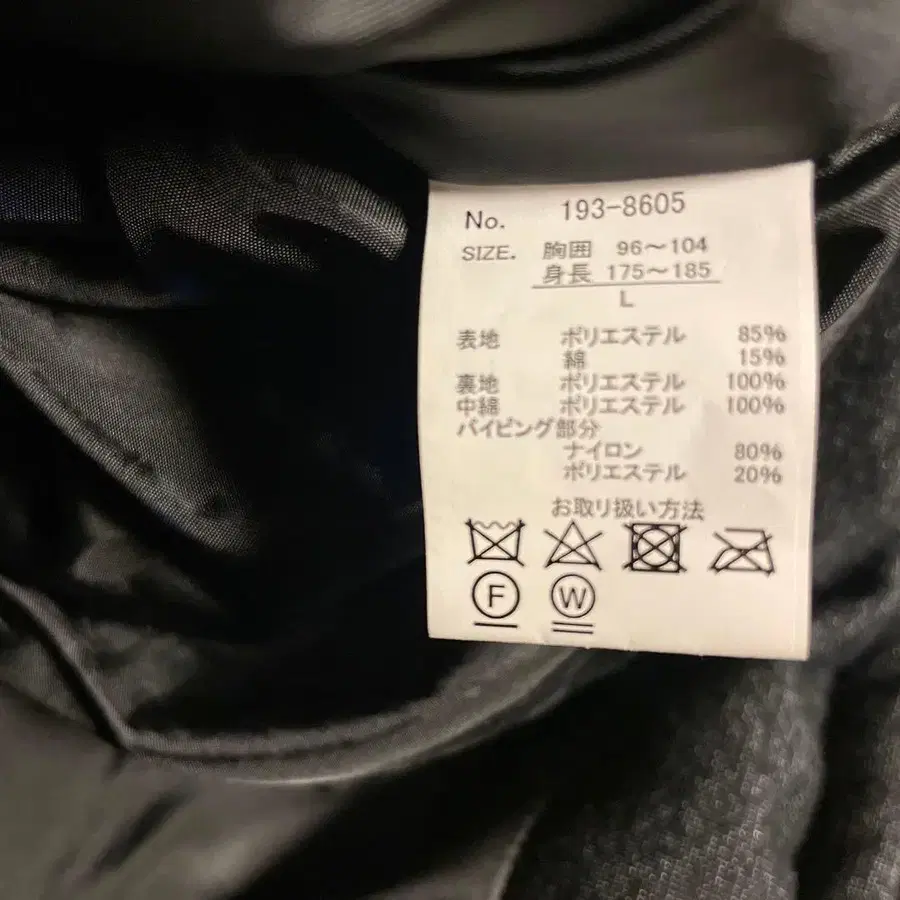 No. 193-8605
SIZE. 胸囲 96～104
身長 175～185
L
表地 ポリエステル 85%
綿 15%
裏地 ポリエステル 100%
中綿 ポリエステル 100%
パイピング部分
ナイロン 80%
ポリエステル 20%
お取り扱い方法
F W